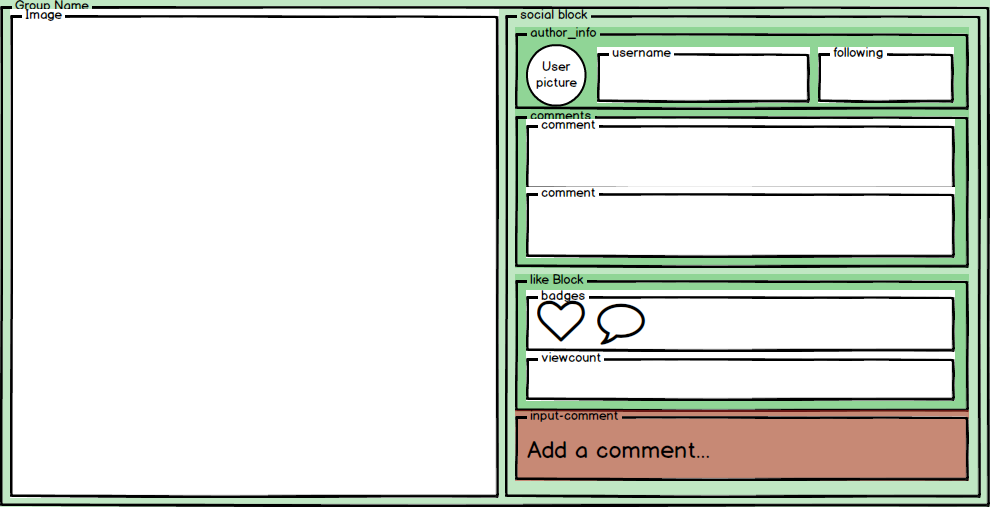 Group Name
Image
social block
author_info
User
picture
username
following
comments
comment
comment
like Block
badges
viewcount
input-comment
Add a comment...